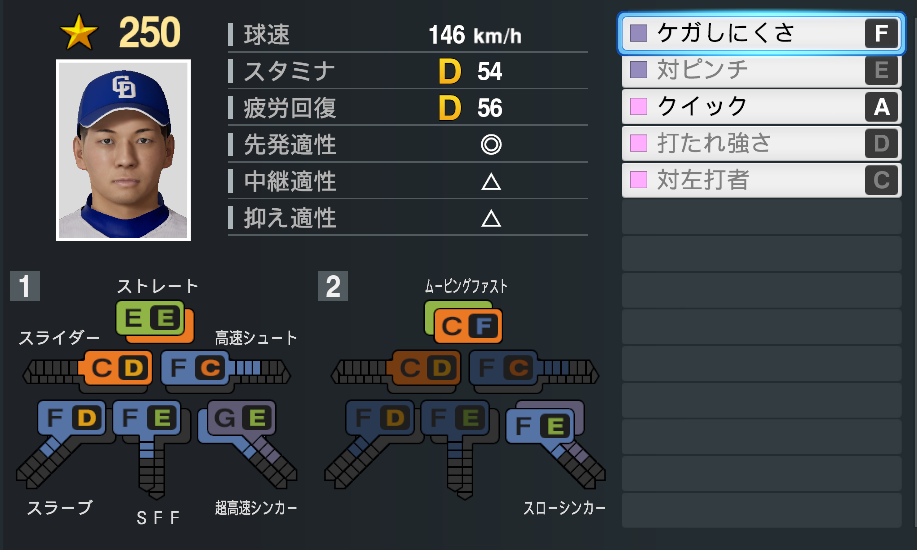 ★ 250
CD
球速 146 km/h
スタミナ D 54
疲労回復 D 56
先発適性 ◎
中継適性 △
抑え適性 △
ケガしにくさ F
対ピンチ E
クイック A
打たれ強さ D
対左打者 C
1
ストレート
E E
スライダー
高速シュート
C D
F C
F D
F E
G E
スラーブ
SFF
超高速シンカー
2
ムービングファスト
C F
C D
F C
F D
F E
F E
スローシンカー